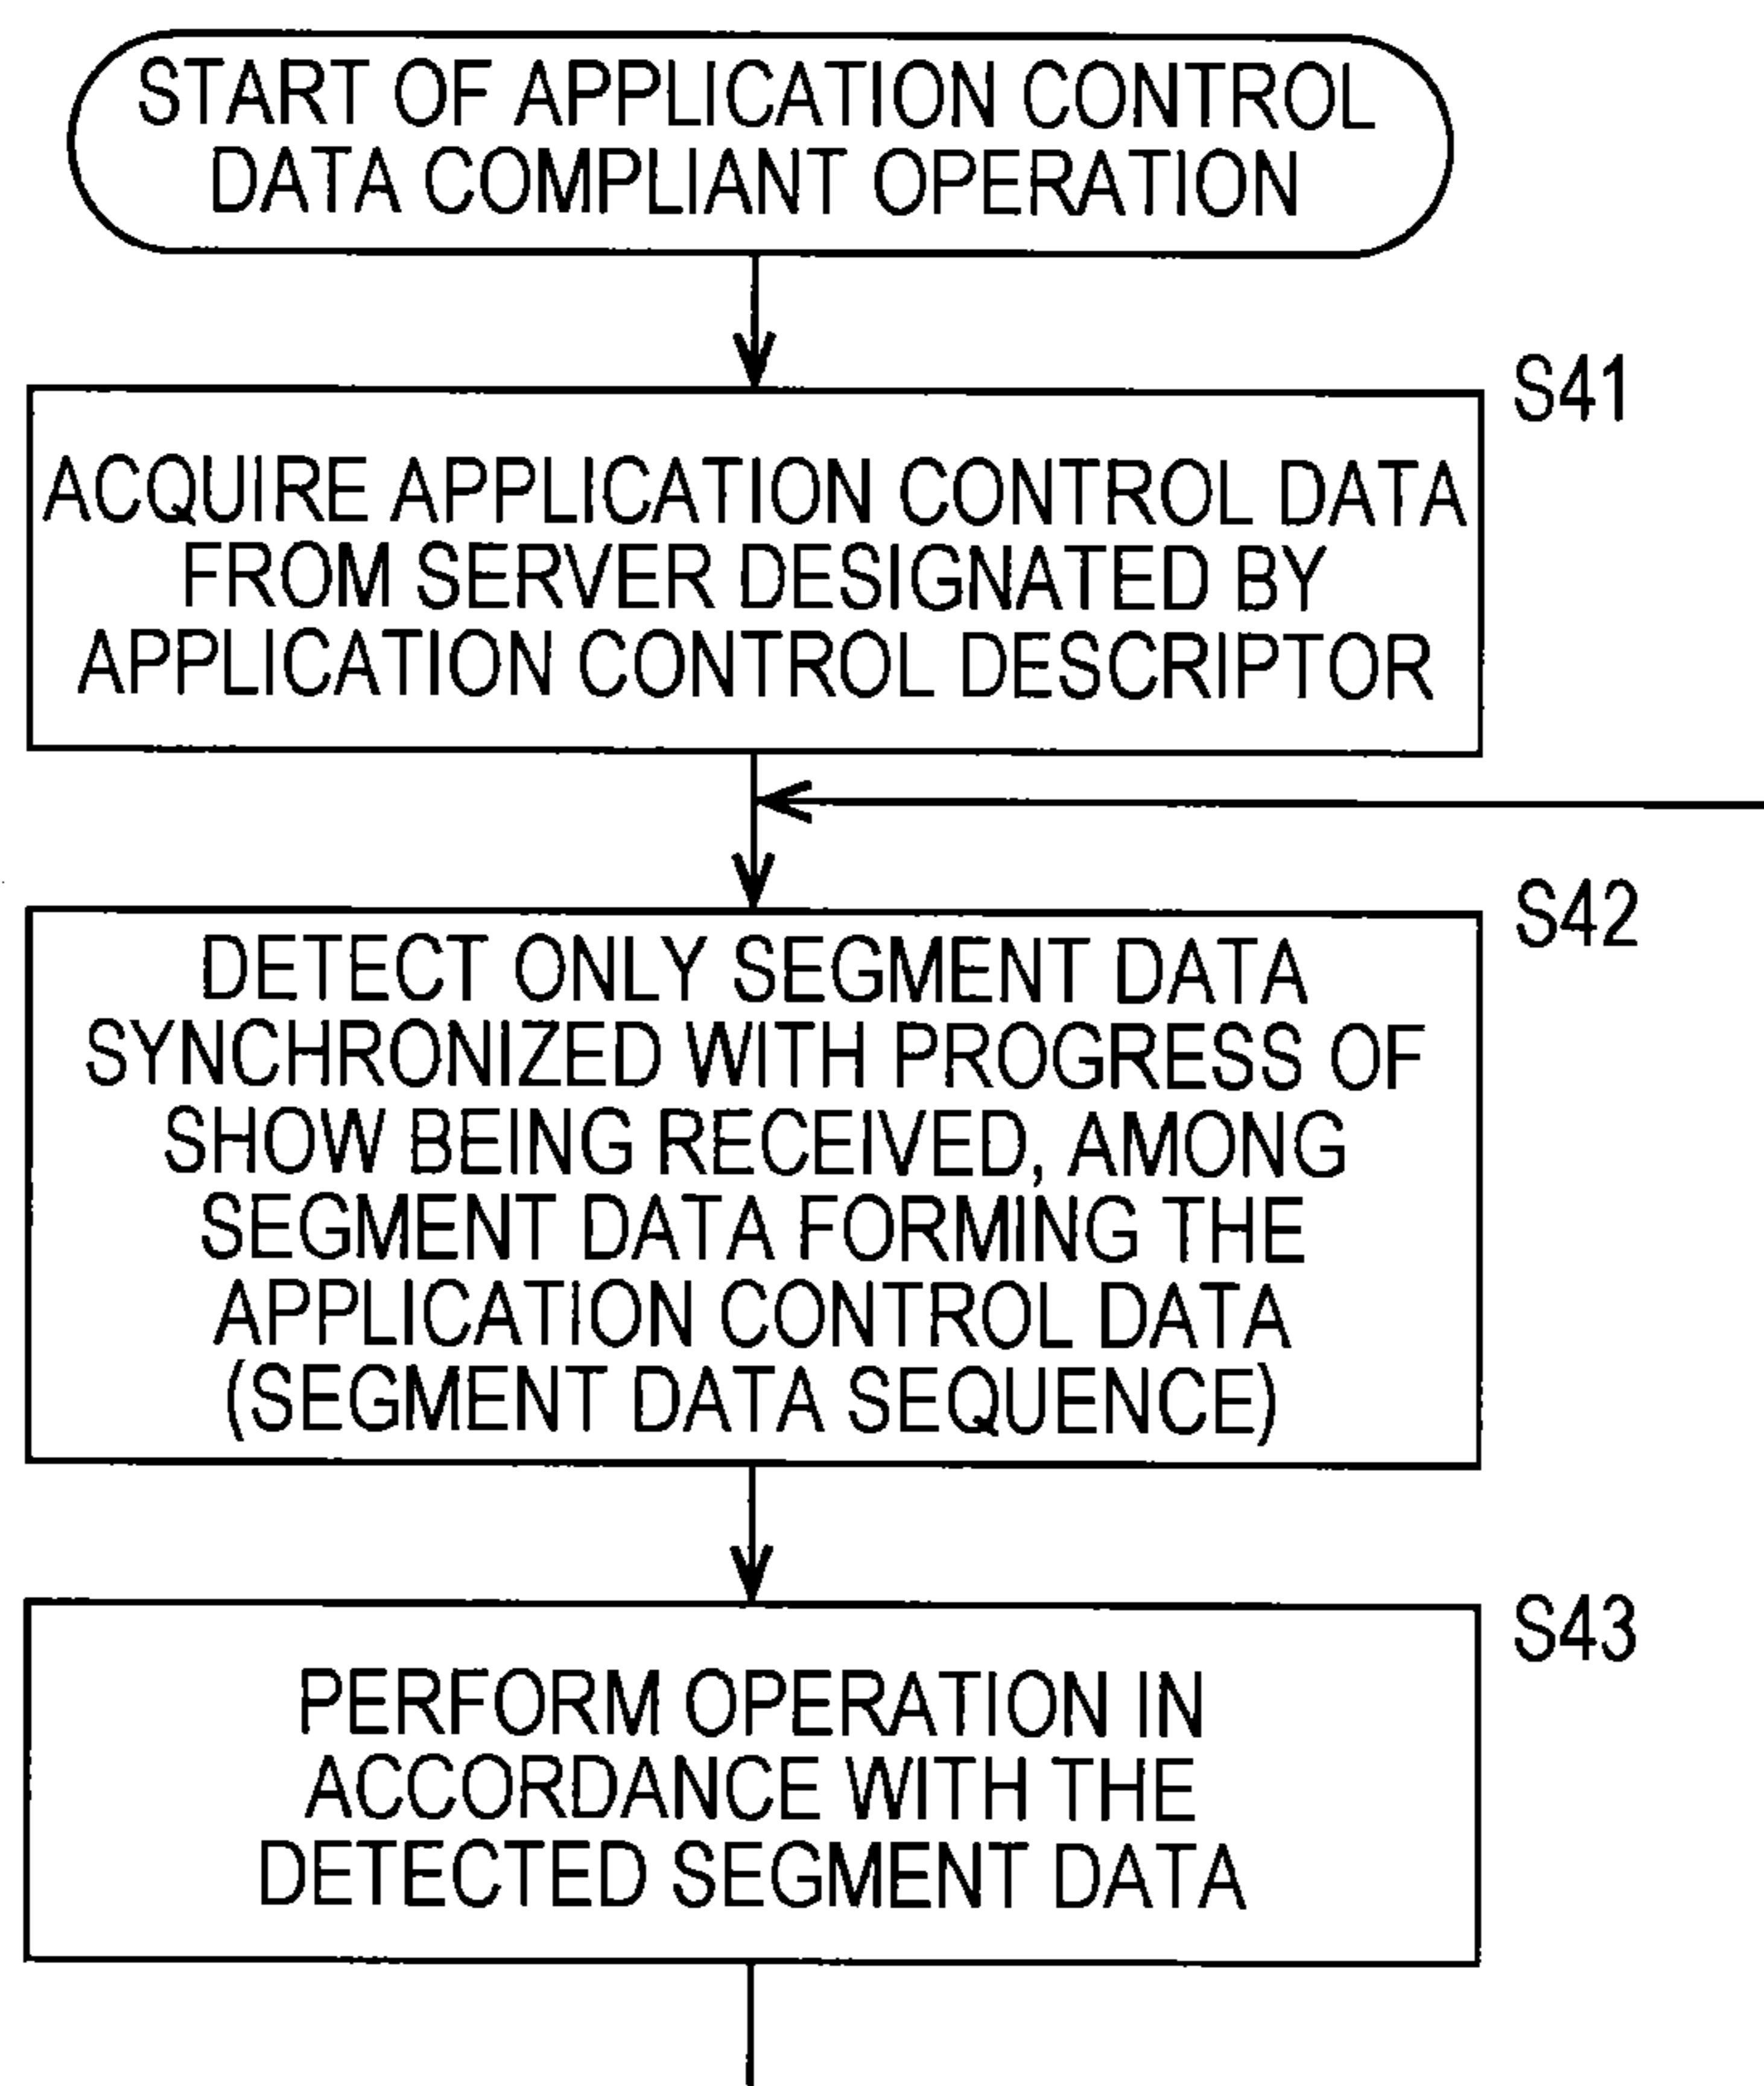 START OF APPLICATION CONTROL
DATA COMPLIANT OPERATION
S41
ACQUIRE APPLICATION CONTROL DATA
FROM SERVER DESIGNATED BY
APPLICATION CONTROL DESCRIPTOR
S42
DETECT ONLY SEGMENT DATA
SYNCHRONIZED WITH PROGRESS OF
SHOW BEING RECEIVED, AMONG
SEGMENT DATA FORMING THE
APPLICATION CONTROL DATA
(SEGMENT DATA SEQUENCE)
S43
PERFORM OPERATION IN
ACCORDANCE WITH THE
DETECTED SEGMENT DATA